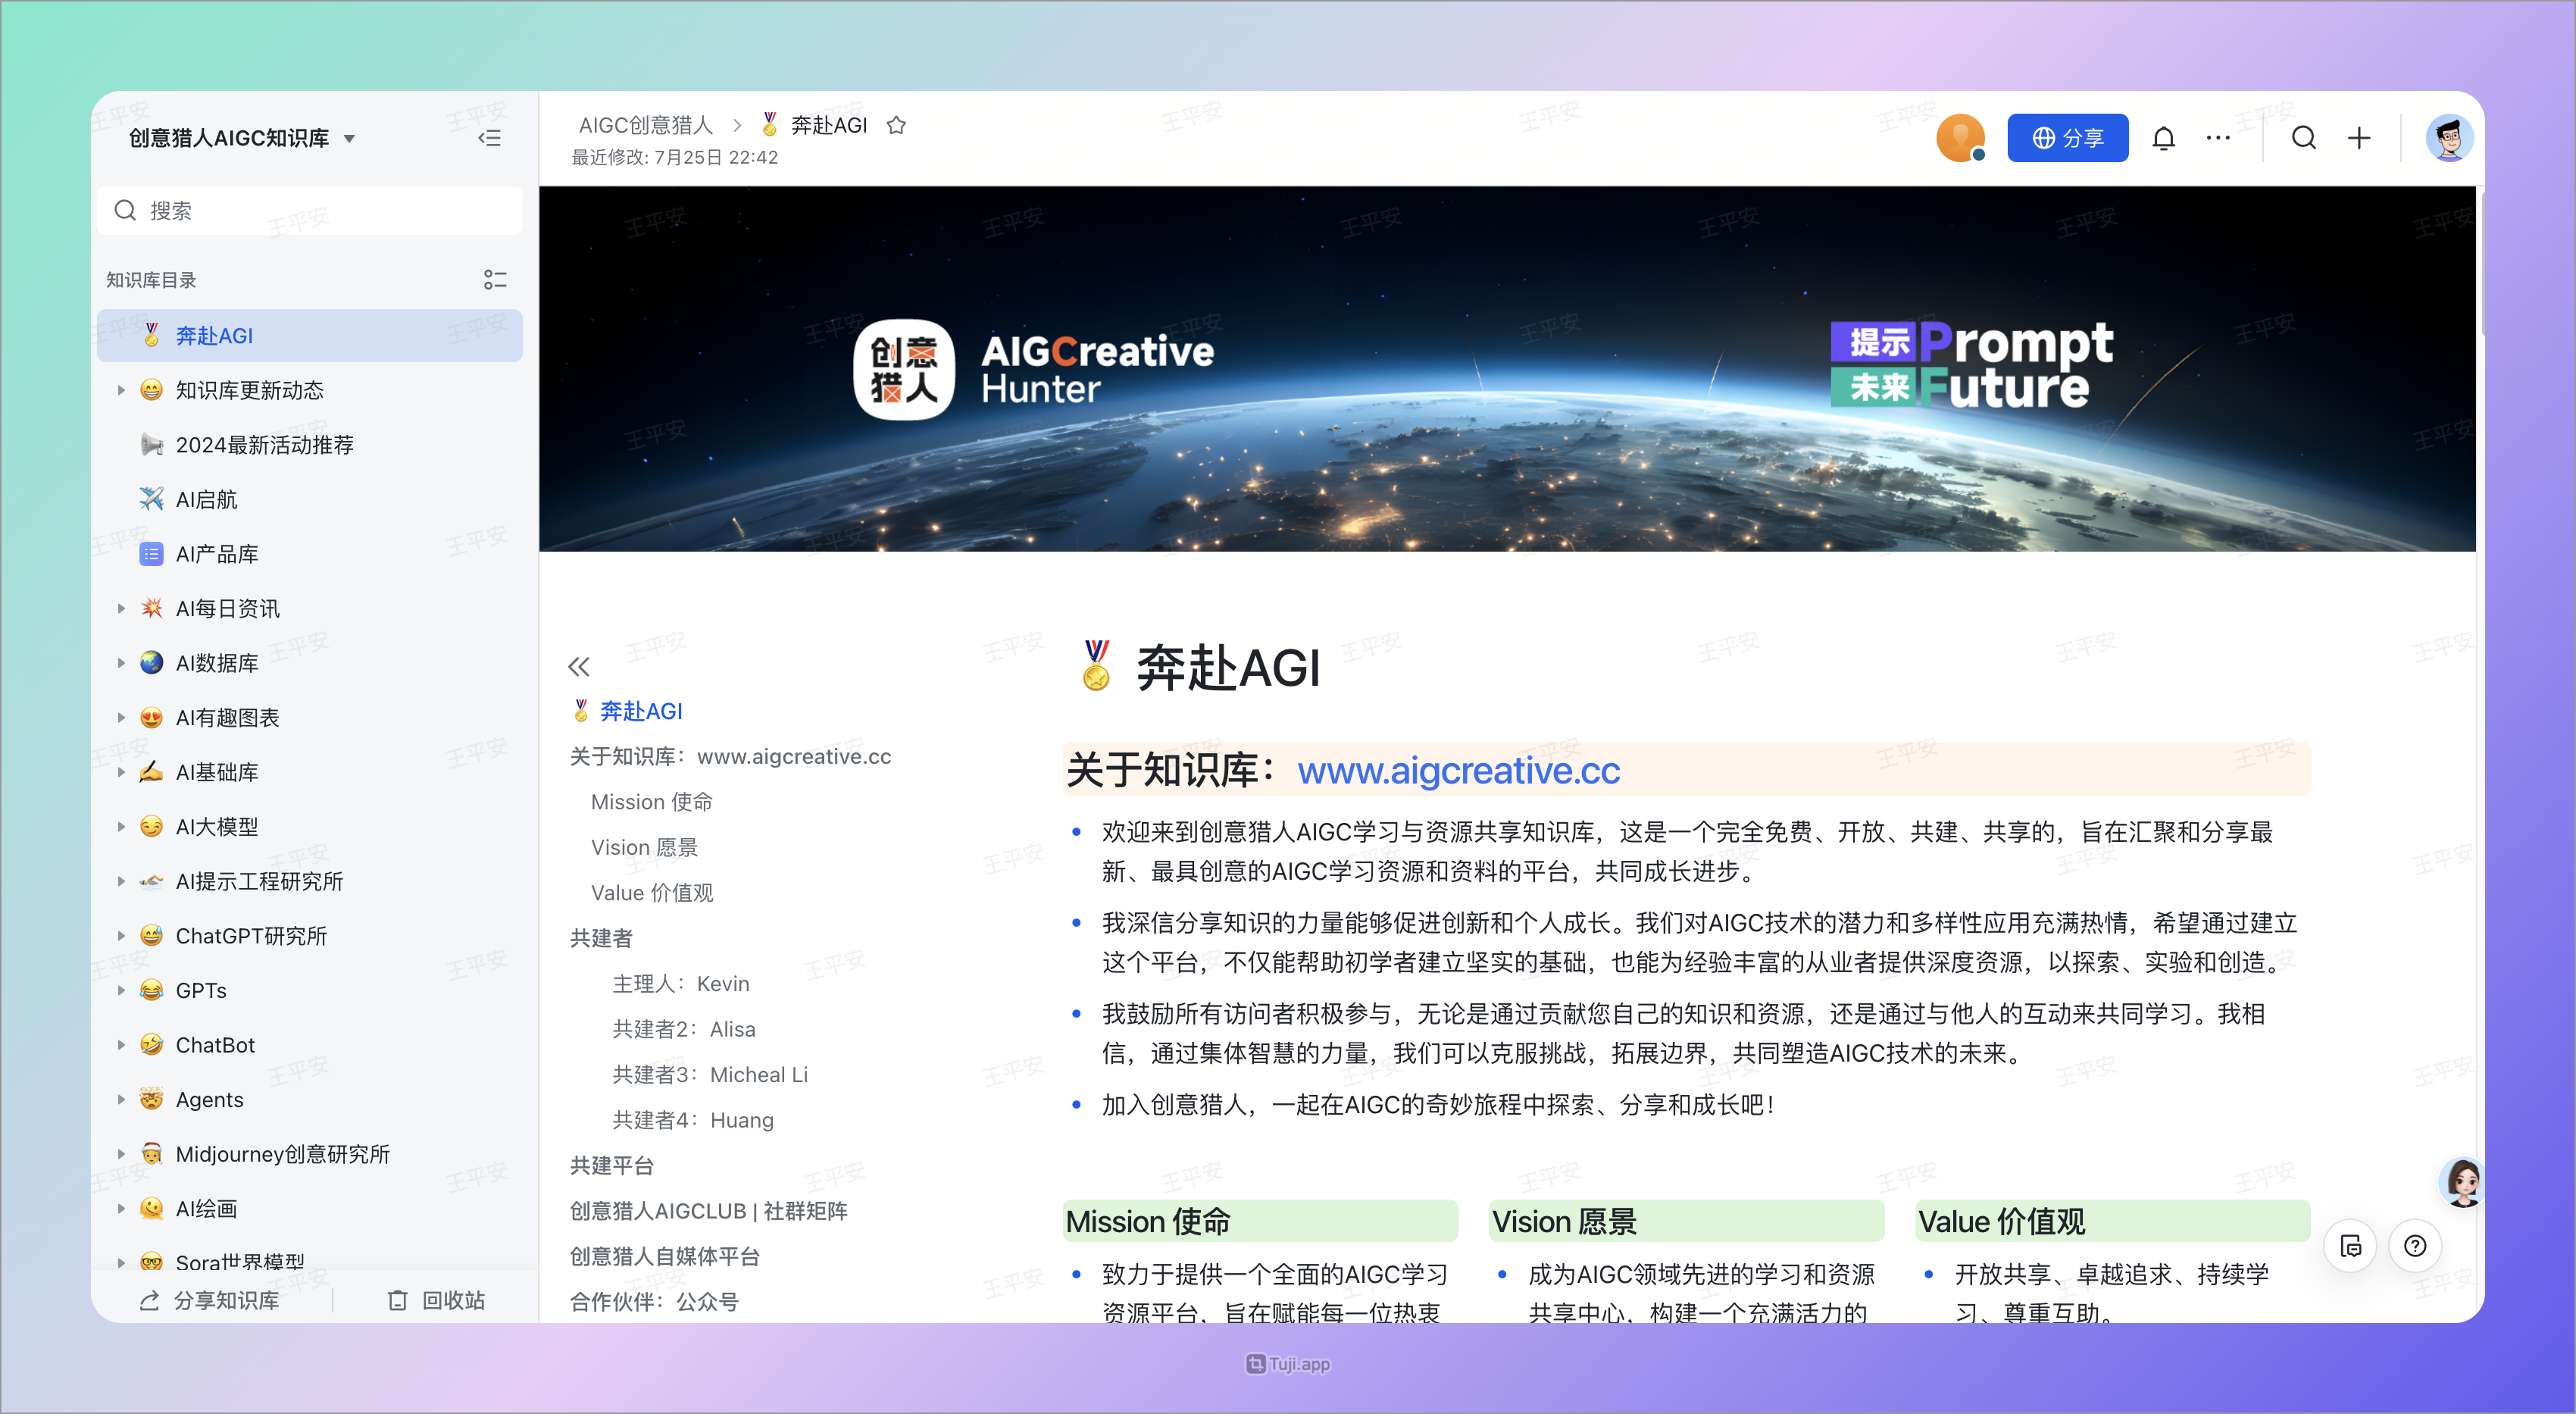 创意猎人AIGC知识库
搜索
知识库目录
奔赴AGI
知识库更新动态
2024最新活动推荐
AI启航
AI产品库
AI每日资讯
AI数据库
AI有趣图表
AI基础库
AI大模型
AI提示工程研究所
ChatGPT研究所
GPTs
ChatBot
Agents
Midjourney创意研究所
AI绘画
Sora世界模型
分享知识库
回收站
AIGC创意猎人
奔赴AGI
最近修改: 7月25日 22:42
分享
创意
猎人
AIGCreative
Hunter
提示 Prompt
未来 Future
奔赴AGI
关于知识库：www.aigcreative.cc
Mission 使命
Vision 愿景
Value 价值观
共建者
主理人：Kevin
共建者2：Alisa
共建者3：Micheal Li
共建者4：Huang
共建平台
创意猎人AIGCLUB | 社群矩阵
创意猎人自媒体平台
合作伙伴：公众号
奔赴AGI
关于知识库：www.aigcreative.cc
欢迎来到创意猎人AIGC学习与资源共享知识库，这是一个完全免费、开放、共建、共享的，旨在汇聚和分享最
新、最具创意的AIGC学习资源和资料的平台，共同成长进步。
我深信分享知识的力量能够促进创新和个人成长。我们对AIGC技术的潜力和多样性应用充满热情，希望通过建立
这个平台，不仅能帮助初学者建立坚实的基础，也能为经验丰富的从业者提供深度资源，以探索、实验和创造。
我鼓励所有访问者积极参与，无论是通过贡献您自己的知识和资源，还是通过与他人的互动来共同学习。我相
信，通过集体智慧的力量，我们可以克服挑战，拓展边界，共同塑造AIGC技术的未来。
加入创意猎人，一起在AIGC的奇妙旅程中探索、分享和成长吧！
Mission 使命
致力于提供一个全面的AIGC学习
资源平台，旨在赋能每一位热衷
Vision 愿景
成为AIGC领域先进的学习和资源
共享中心，构建一个充满活力的
Value 价值观
开放共享、卓越追求、持续学
习、尊重互助。
王平安
Tuji.app